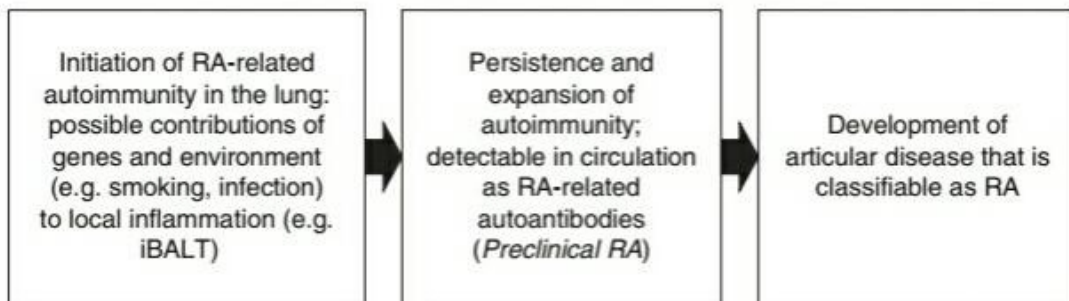 Initiation of RA-related
autoimmunity in the lung:
possible contributions of
genes and environment
(e.g. smoking, infection)
to local inflammation (e.g.
iBALT)
Persistence and
expansion of
autoimmunity;
detectable in circulation
as RA-related
autoantibodies
(Preclinical RA)
Development of
articular disease that is
classifiable as RA